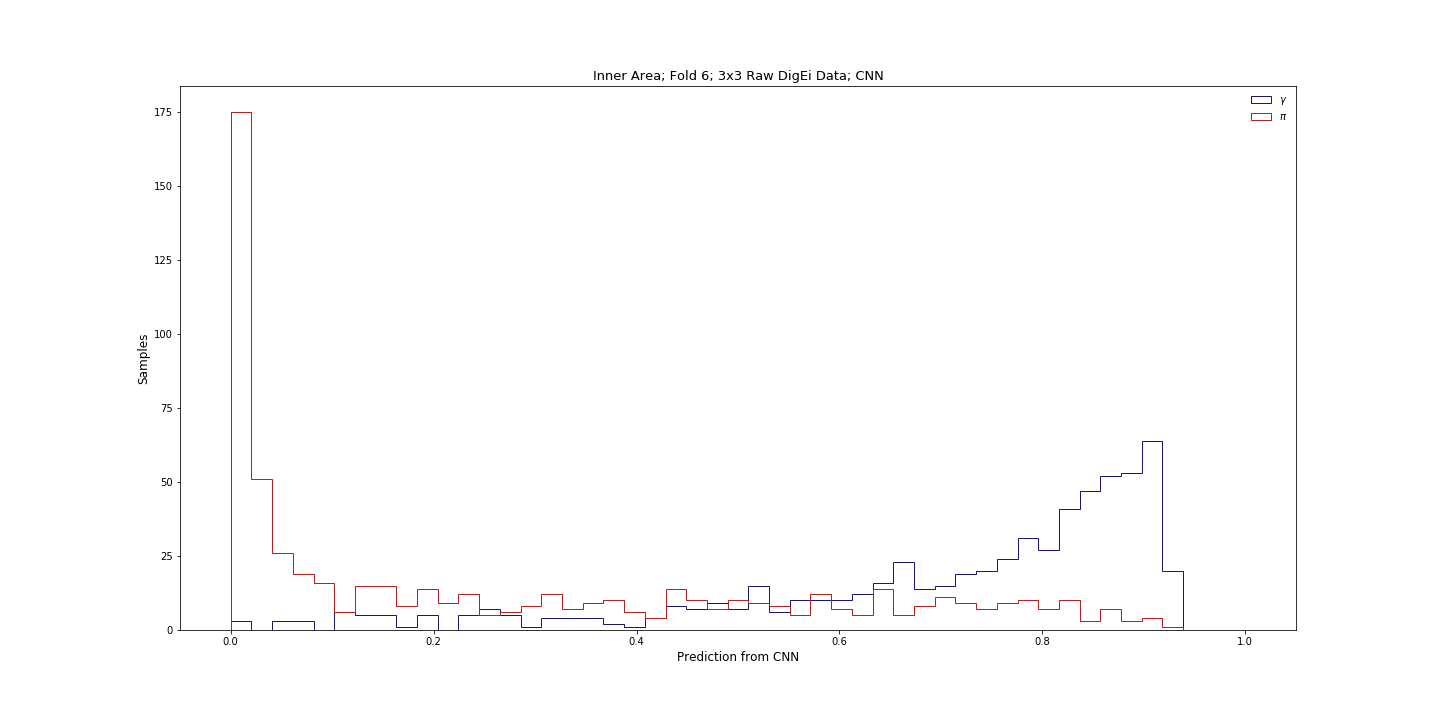 Inner Area; Fold 6; 3x3 Raw DigEi Data; CNN
γ
π
175
150
125
100
75
50
25
0
Samples
0.0 0.2 0.4 0.6 0.8 1.0
Prediction from CNN